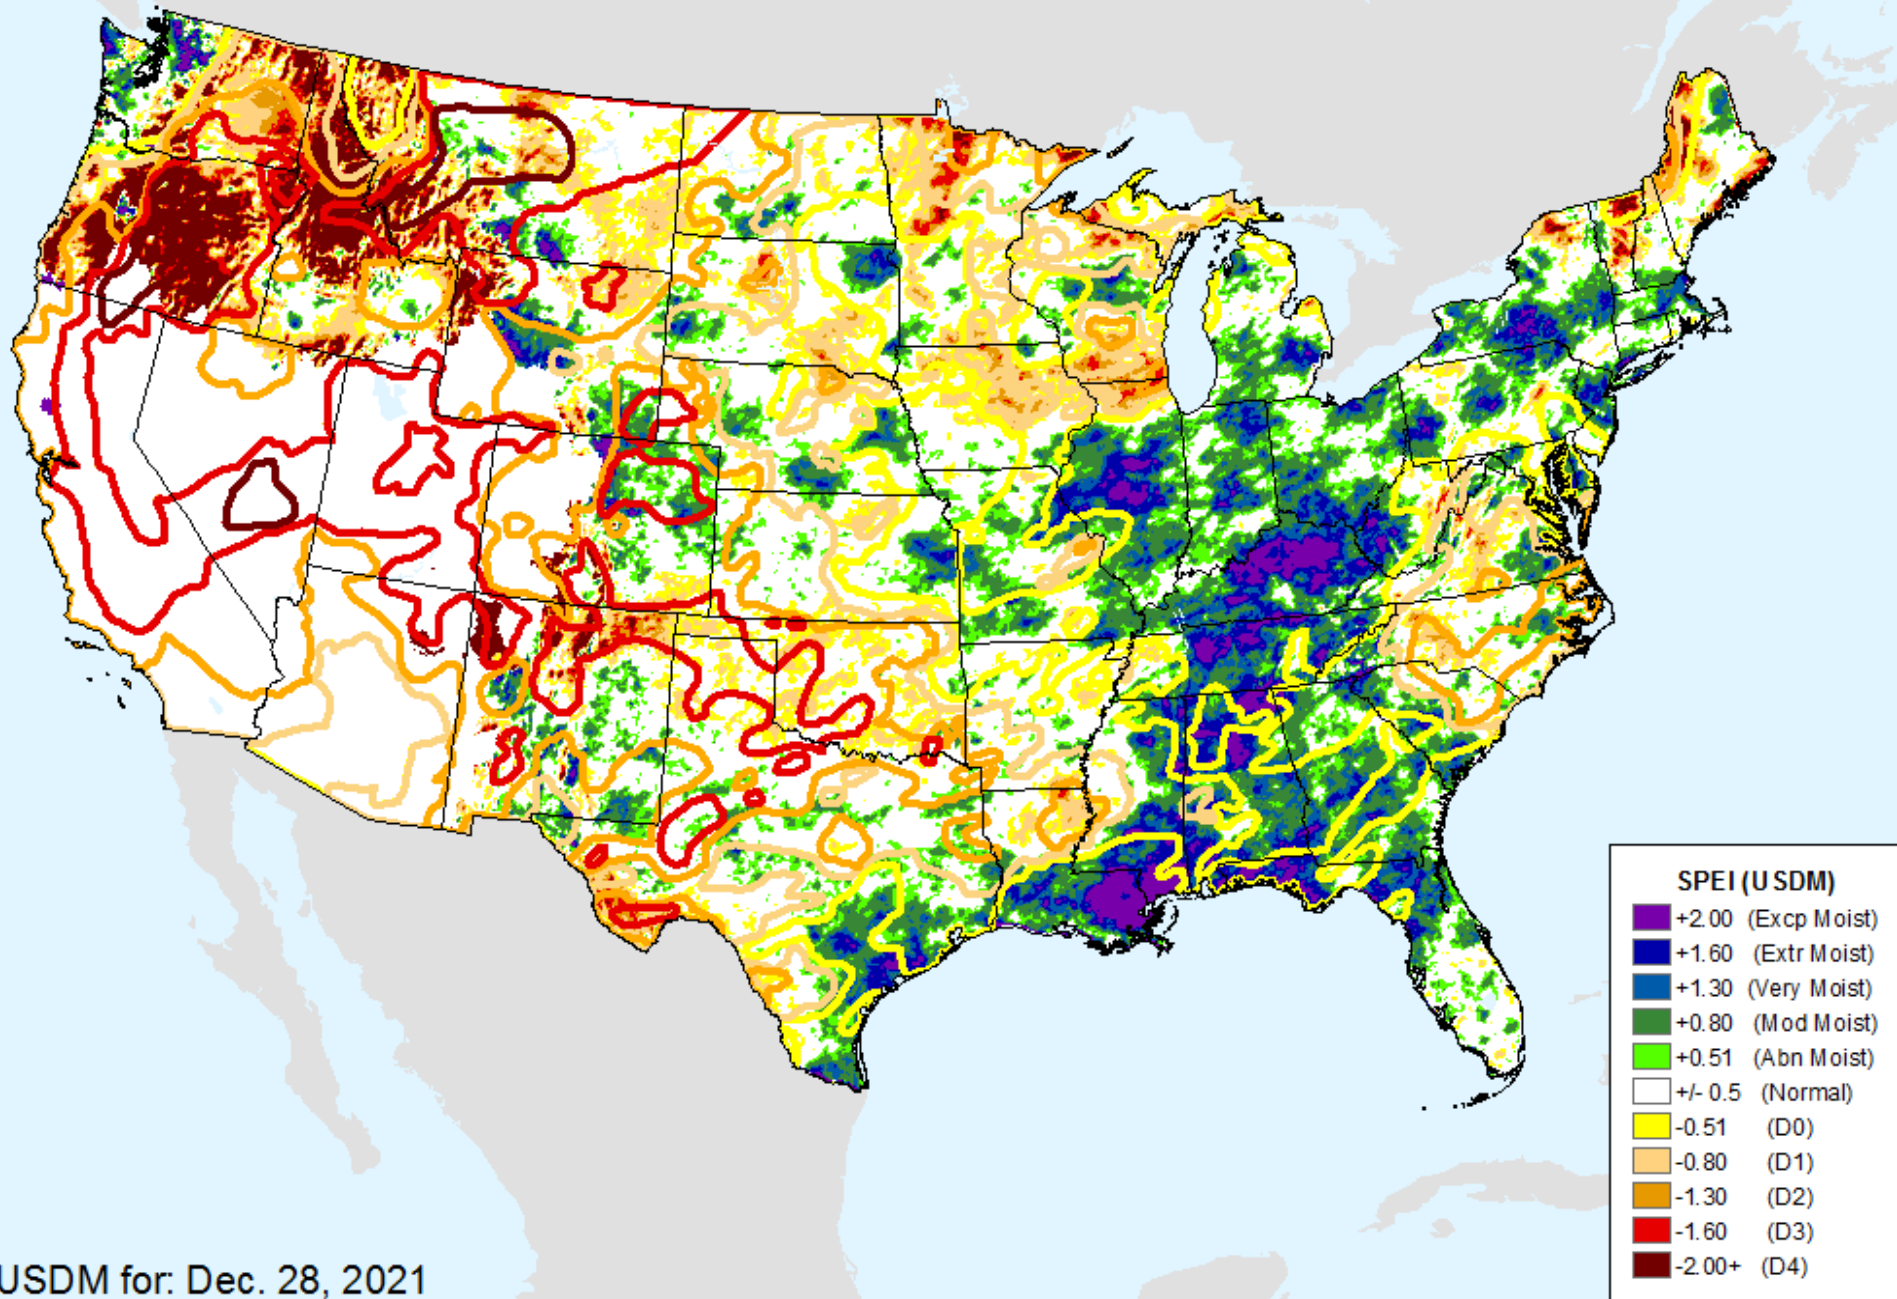 SPEI (USDM)
+2.00 (Excp Moist)
+1.60 (Extr Moist)
+1.30 (Very Moist)
+0.80 (Mod Moist)
+0.51 (Abn Moist)
+/- 0.5 (Normal)
-0.51 (D0)
-0.80 (D1)
-1.30 (D2)
-1.60 (D3)
-2.00+ (D4)
USDM for: Dec. 28, 2021